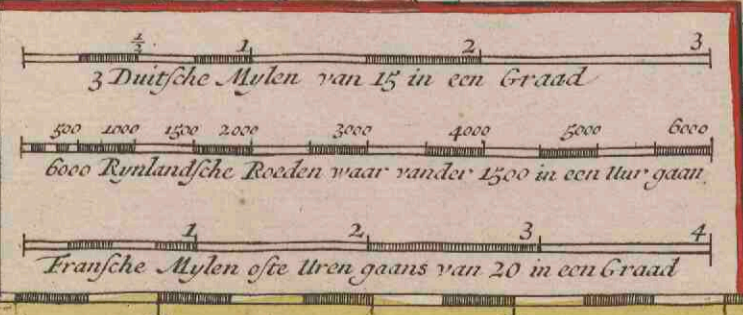 ½ 1 2 3
3 Duitsche Mylen van 15 in een Graad
500 1000 1500 2000 3000 4000 5000 6000
6000 Rynlandsche Roeden waar vander 1500 in een Uur gaan
1 2 3 4
Fransche Mylen ofte Uren gaans van 20 in een Graad